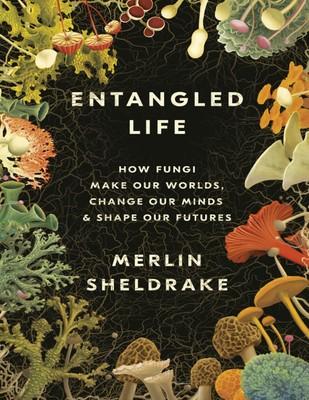 ENTANGLED
LIFE
HOW FUNGI
MAKE OUR WORLDS,
CHANGE OUR MINDS
& SHAPE OUR FUTURES
MERLIN
SHELDRAKE